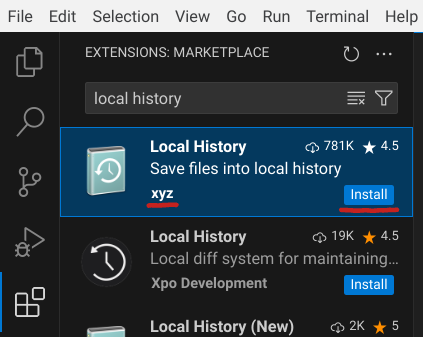 File Edit Selection View Go Run Terminal Help
EXTENSIONS: MARKETPLACE
local history
Local History 781K 4.5
Save files into local history
xyz Install
Local History 19K 4.5
Local diff system for maintaining...
Xpo Development Install
Local History (New) 2K 5